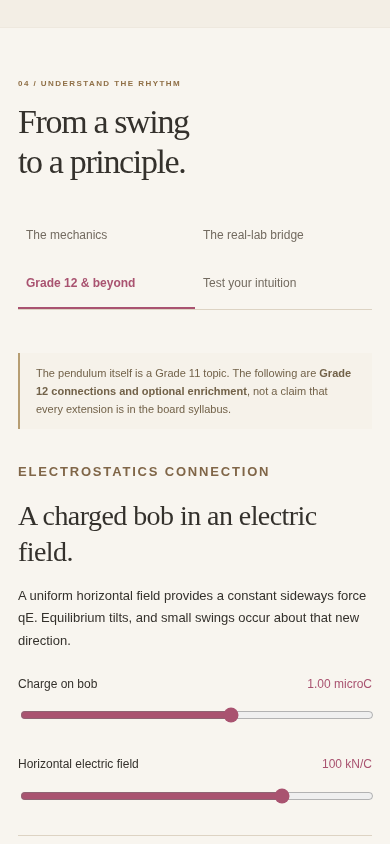 04 / UNDERSTAND THE RHYTHM
From a swing
to a principle.
The mechanics
The real-lab bridge
Grade 12 & beyond
Test your intuition
The pendulum itself is a Grade 11 topic. The following are Grade
12 connections and optional enrichment, not a claim that
every extension is in the board syllabus.
ELECTROSTATICS CONNECTION
A charged bob in an electric
field.
A uniform horizontal field provides a constant sideways force
qE. Equilibrium tilts, and small swings occur about that new
direction.
Charge on bob
1.00 microC
Horizontal electric field
100 kN/C